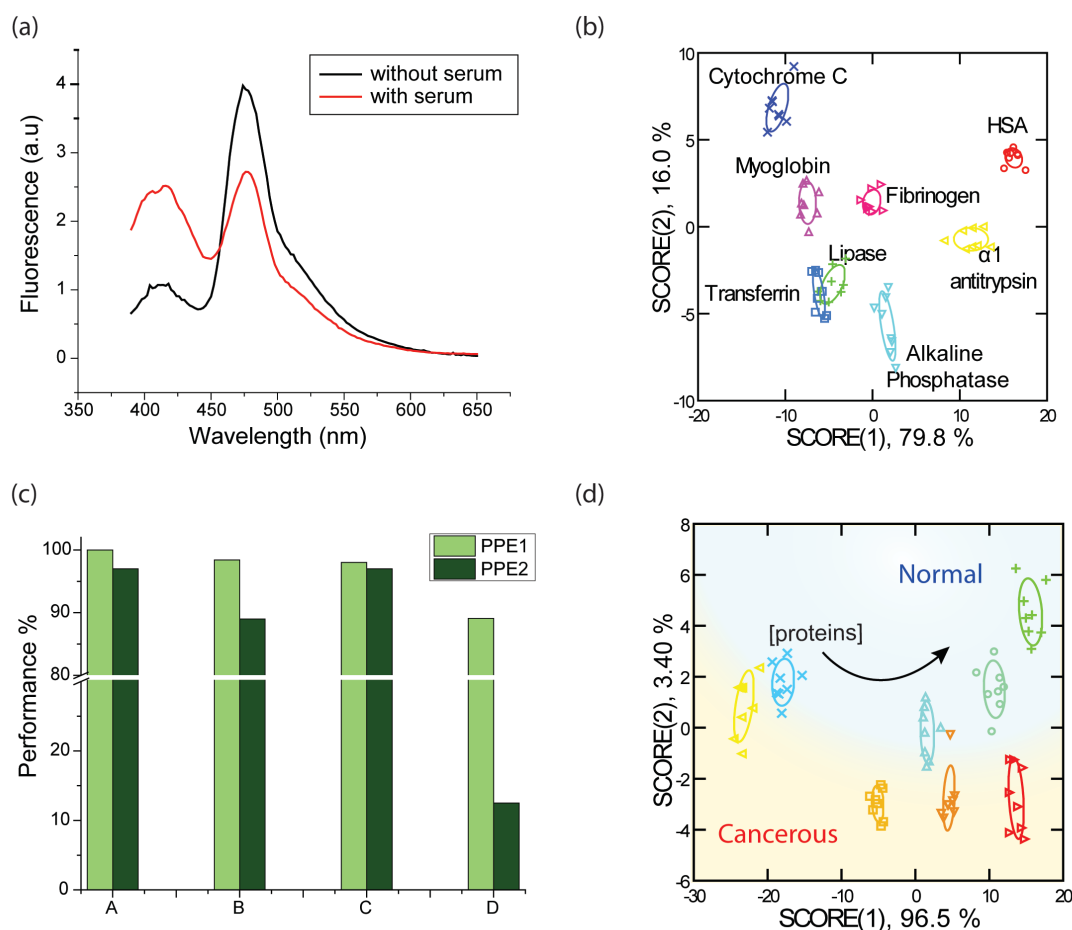 (a)
without serum
with serum
4
3
2
1
0
Fluorescence (a.u)
350 400 450 500 550 600 650
Wavelength (nm)
(b)
10
5
0
-5
-10
SCORE(2), 16.0 %
Cytochrome C
HSA
Myoglobin
Fibrinogen
Lipase
α1
antitrypsin
Transferrin
Alkaline
Phosphatase
-20 -10 0 10 20
SCORE(1), 79.8 %
(c)
PPE1
PPE2
100
90
80
20
10
0
Performance %
A B C D
(d)
8
6
4
2
0
-2
-4
-6
SCORE(2), 3.40 %
Normal
[proteins]
Cancerous
-30 -20 -10 0 10 20
SCORE(1), 96.5 %